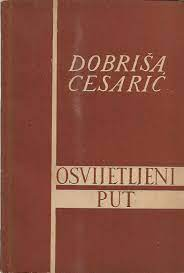 DOBRIŠA
CESARIĆ
OSVIJETLJENI
PUT